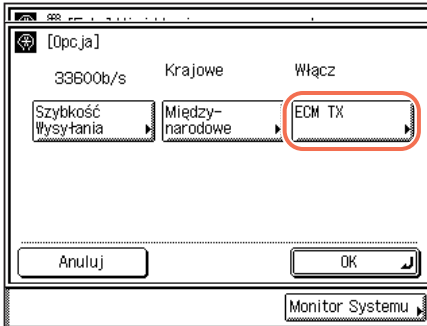 [Opcja]
33600b/s Krajowe Włącz
Szybkość Wysyłania
Między-narodowe
ECM TX
Anuluj OK
Monitor Systemu